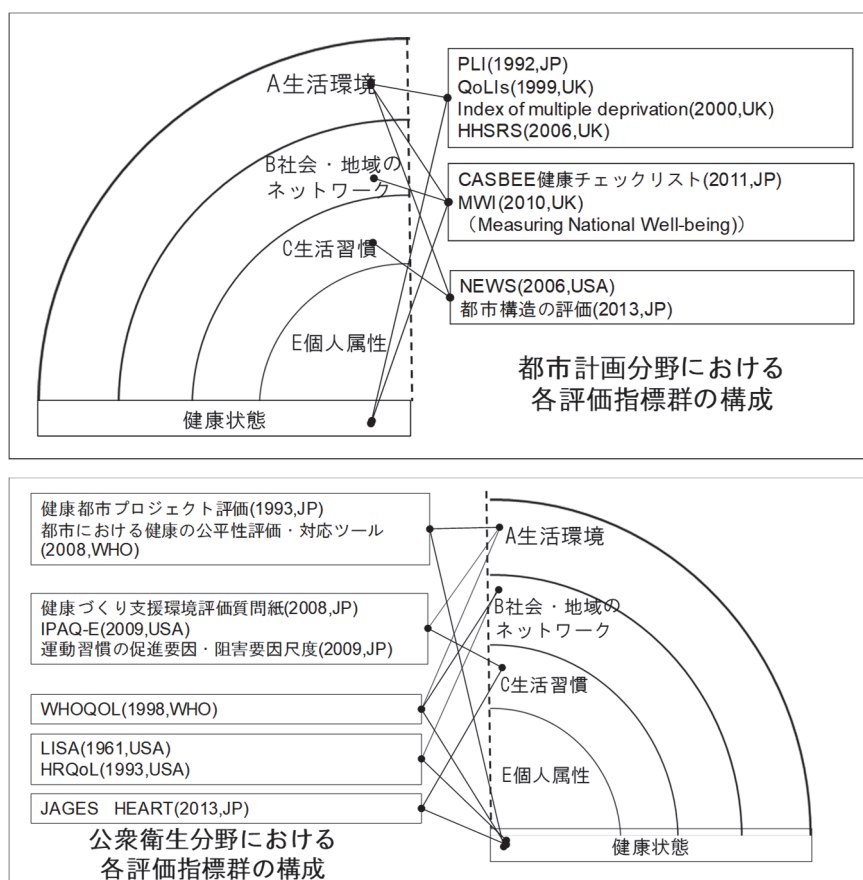 A生活環境
B社会・地域の
ネットワーク
C生活習慣
E個人属性
健康状態
PLI(1992,JP)
QoLIs(1999,UK)
Index of multiple deprivation(2000,UK)
HHSRS(2006,UK)
CASBEE健康チェックリスト(2011,JP)
MWI(2010,UK)
（Measuring National Well-being)）
NEWS(2006,USA)
都市構造の評価(2013,JP)
都市計画分野における
各評価指標群の構成
健康都市プロジェクト評価(1993,JP)
都市における健康の公平性評価・対応ツール
(2008,WHO)
健康づくり支援環境評価質問紙(2008,JP)
IPAQ-E(2009,USA)
運動習慣の促進要因・阻害要因尺度(2009,JP)
WHOQOL(1998,WHO)
LISA(1961,USA)
HRQoL(1993,USA)
JAGES HEART(2013,JP)
公衆衛生分野における
各評価指標群の構成
A生活環境
B社会・地域の
ネットワーク
C生活習慣
E個人属性
健康状態